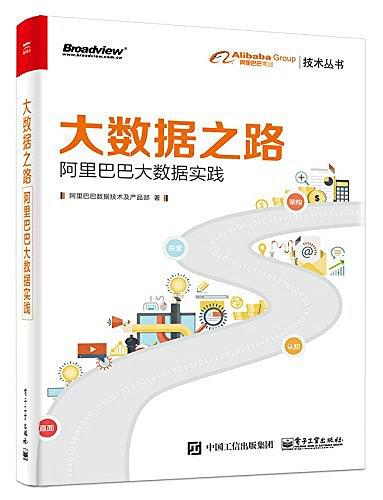 Broadview®
www.broadview.com.cn
Alibaba Group
阿里巴巴集团
技术丛书
大数据之路
阿里巴巴大数据实践
阿里巴巴数据技术及产品部 著
大数据之路
阿里巴巴大数据实践
架构
探索
认知
直面
中国工信出版集团
电子工业出版社